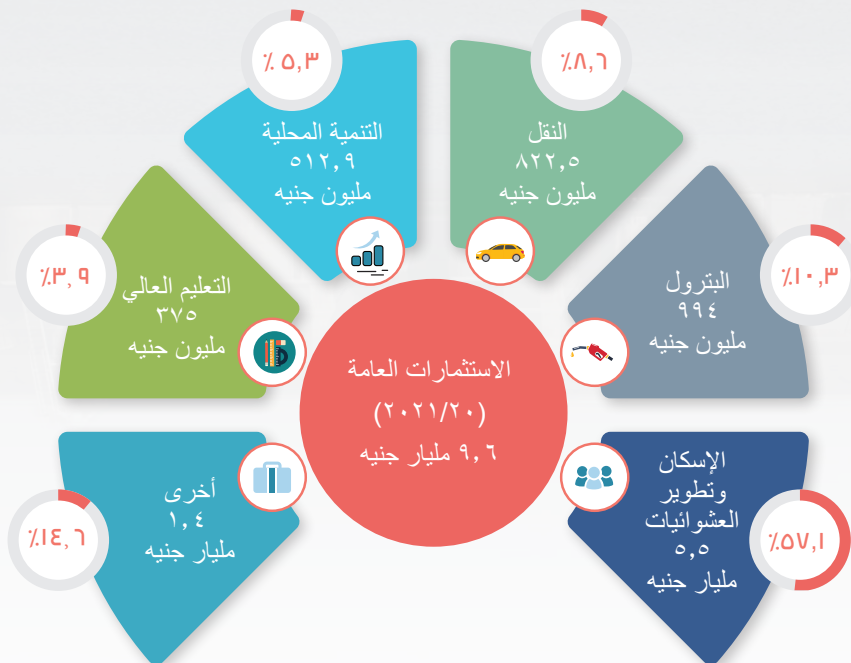 الاستثمارات العامة
(٢٠٢١/٢٠)
٩,٦ مليار جنيه
الإسكان
وتطوير
العشوائيات
٥,٥
مليار جنيه
٪٥٧,١
البترول
٩٩٤
مليون جنيه
٪١٠,٣
النقل
٨٢٢,٥
مليون جنيه
٪٨,٦
التنمية المحلية
٥١٢,٩
مليون جنيه
٥,٣ ٪
التعليم العالي
٣٧٥
مليون جنيه
٪٣,٩
أخرى
١,٤
مليار جنيه
٪١٤,٦